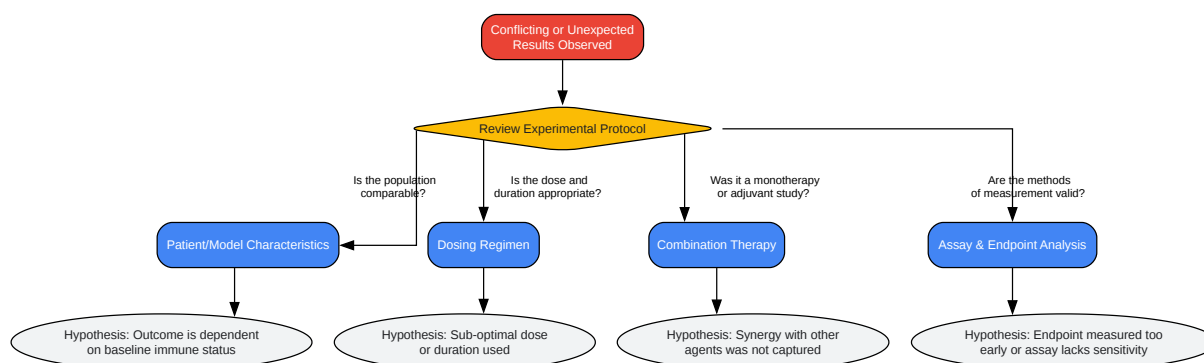 Conflicting or Unexpected
Results Observed
Review Experimental Protocol
Is the population
comparable?
Is the dose and
duration appropriate?
Was it a monotherapy
or adjuvant study?
Are the methods
of measurement valid?
Patient/Model Characteristics
Dosing Regimen
Combination Therapy
Assay & Endpoint Analysis
Hypothesis: Outcome is dependent
on baseline immune status
Hypothesis: Sub-optimal dose
or duration used
Hypothesis: Synergy with other
agents was not captured
Hypothesis: Endpoint measured too
early or assay lacks sensitivity